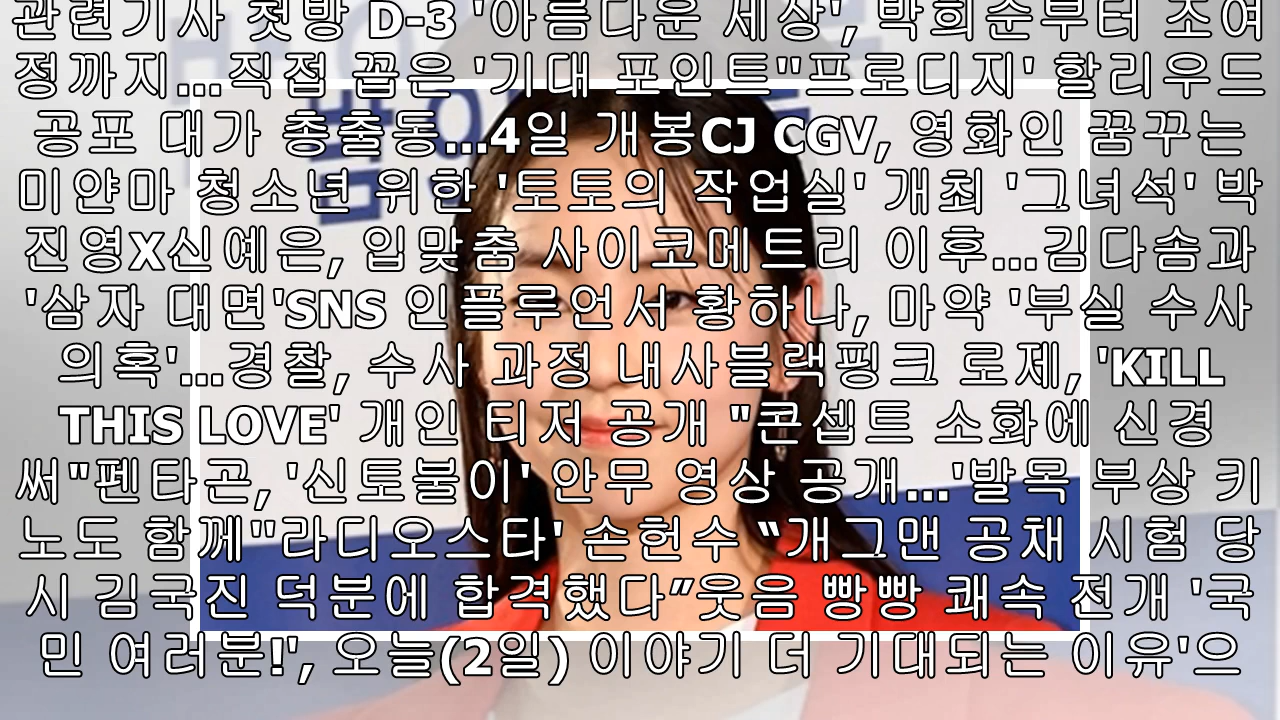 관련기사 첫방 D-3 '아름다운 세상', 박희순부터 조여
정까지...직접 꼽은 '기대 포인트''프로디지' 할리우드
공포 대가 총출동...4일 개봉CJ CGV, 영화인 꿈꾸는
미얀마 청소년 위한 '토토의 작업실' 개최 '그녀석' 박
진영X신예은, 입맞춤 사이코메트리 이후...김다솜과
'삼자 대면'SNS 인플루언서 황하나, 마약 '부실 수사
의혹'...경찰, 수사 과정 내사블랙핑크 로제, 'KILL
THIS LOVE' 개인 티저 공개 "콘셉트 소화에 신경
써"펜타곤, '신토불이' 안무 영상 공개...'발목 부상 키
노도 함께''라디오스타' 손헌수 “개그맨 공채 시험 당
시 김국진 덕분에 합격했다”웃음 빵빵 쾌속 전개 '국
민 여러분!', 오늘(2일) 이야기 더 기대되는 이유'으